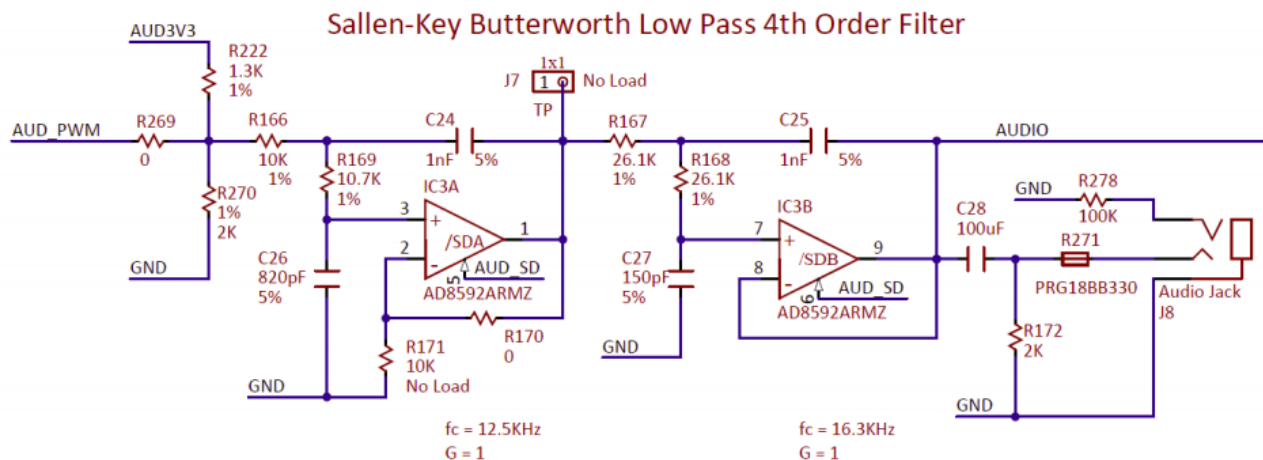 Sallen-Key Butterworth Low Pass 4th Order Filter
AUD3V3
R222
1.3K
1%
1x1
J7
1
No Load
TP
AUD_PWM
R269
0
R166
10K
1%
C24
1nF
5%
R167
26.1K
1%
C25
1nF
5%
AUDIO
R169
10.7K
1%
R168
26.1K
1%
R270
1%
2K
GND
IC3A
3
+
2
-
/SDA
1
5
AUD_SD
AD8592ARMZ
C26
820pF
5%
R170
0
R171
10K
No Load
GND
IC3B
7
+
8
-
/SDB
9
6
AUD_SD
AD8592ARMZ
C27
150pF
5%
GND
GND
R278
100K
C28
100uF
R271
PRG18BB330
Audio Jack
J8
R172
2K
GND
fc = 12.5KHz
G = 1
fc = 16.3KHz
G = 1